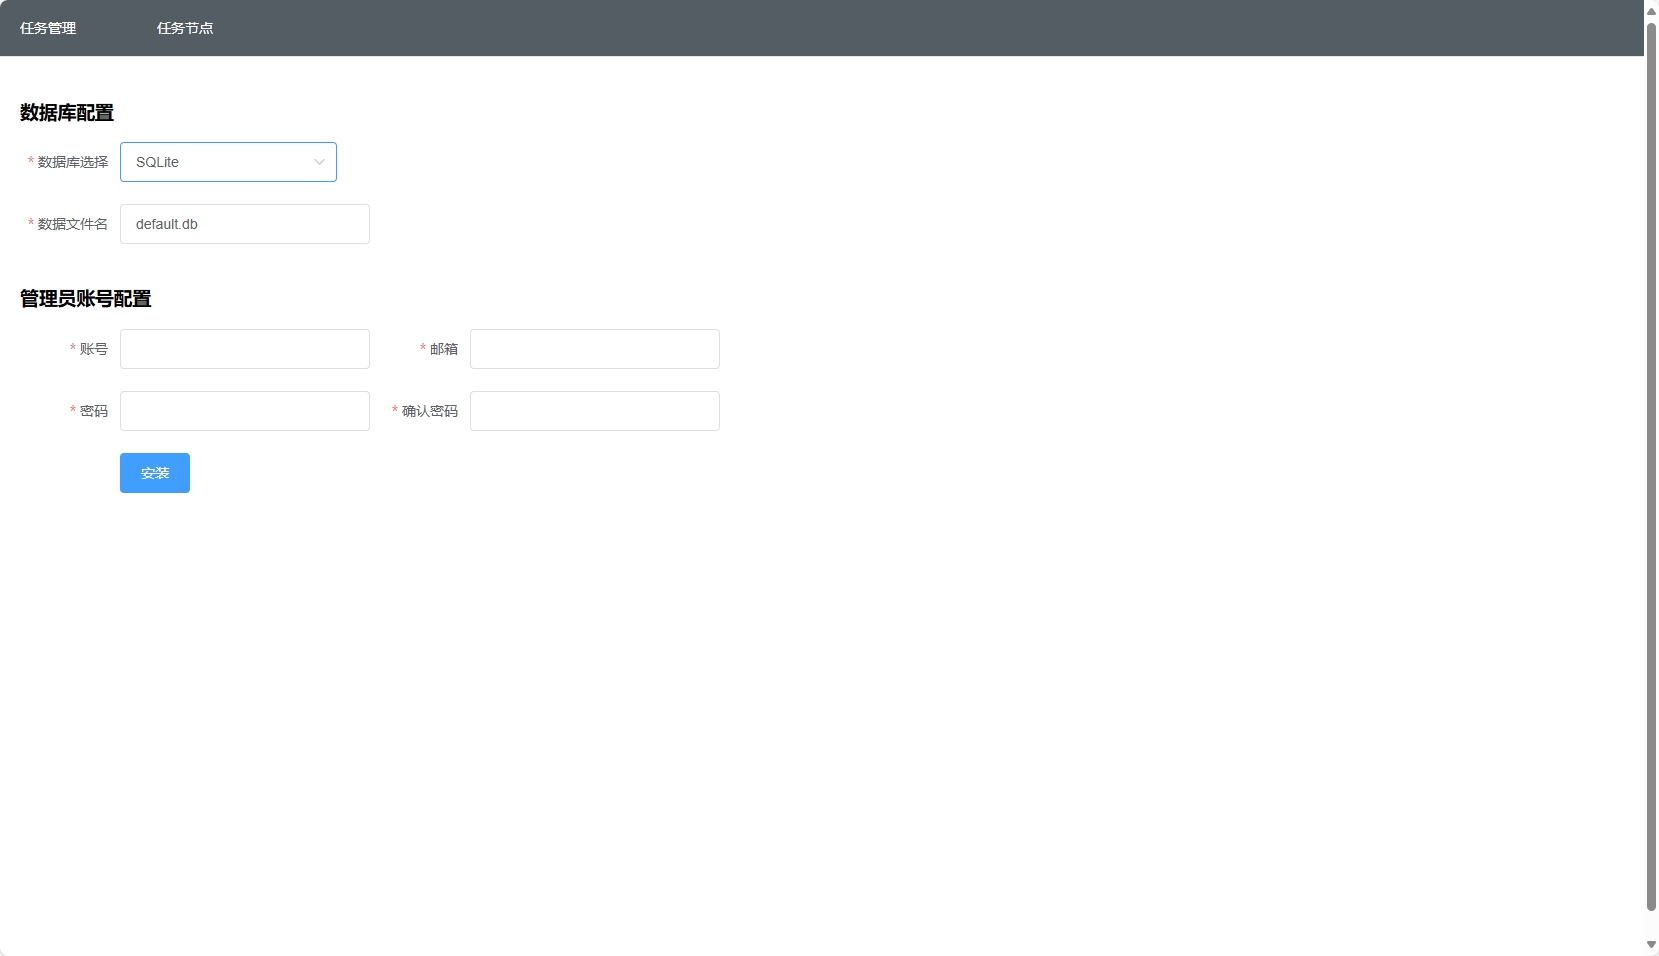 任务管理 任务节点
数据库配置
* 数据库选择 SQLite
* 数据文件名 default.db
管理员账号配置
* 账号 * 邮箱
* 密码 * 确认密码
安装